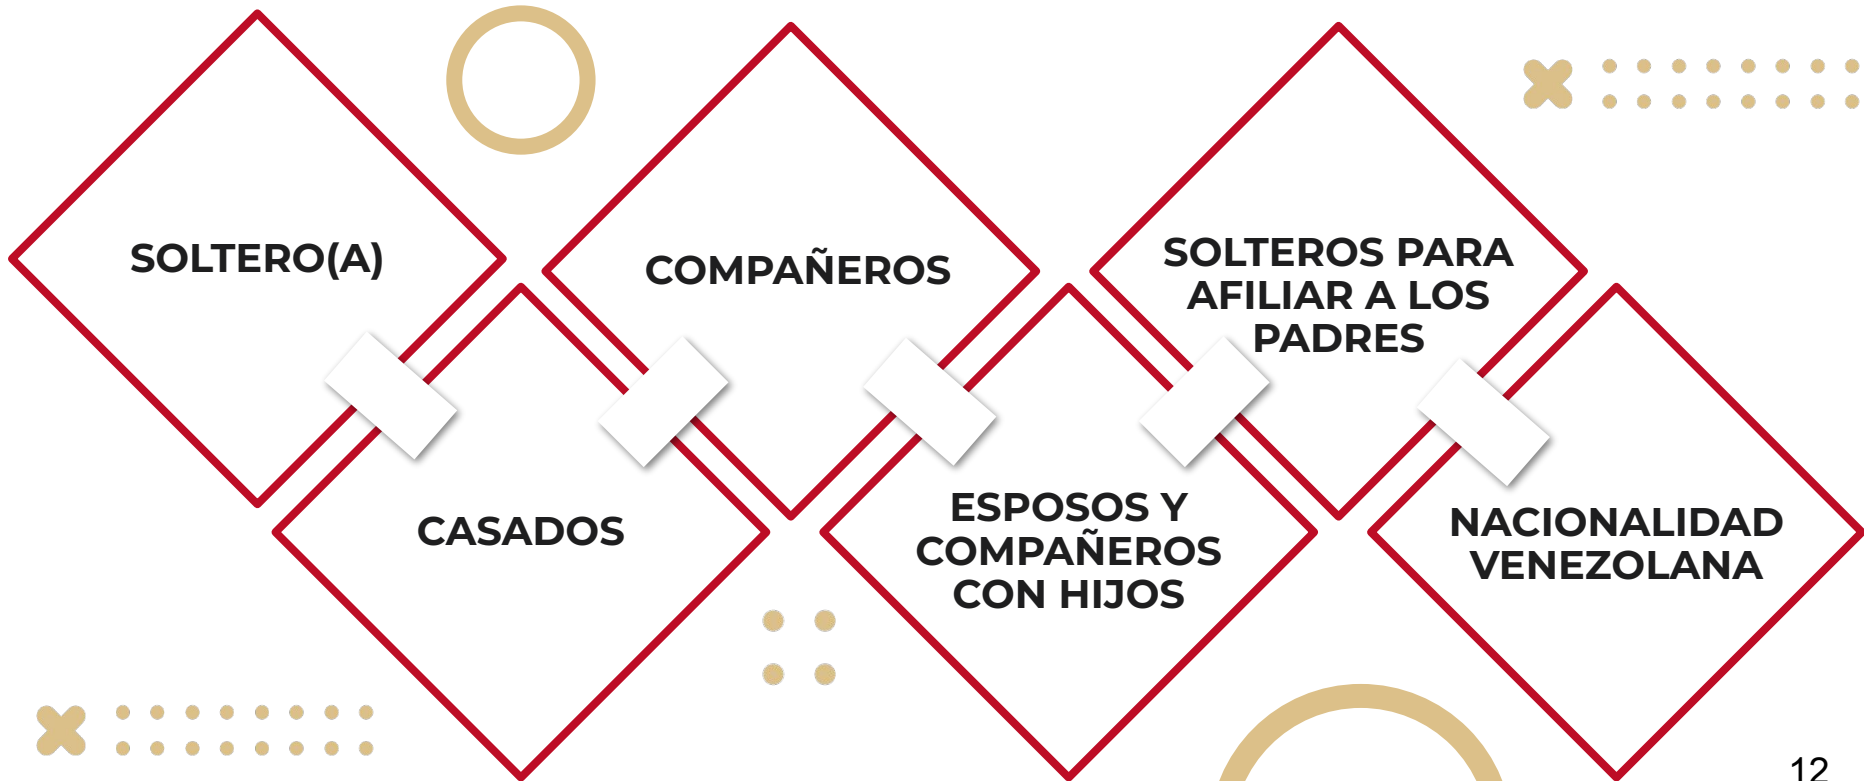 SOLTERO(A)
CASADOS
COMPAÑEROS
ESPOSOS Y
COMPAÑEROS
CON HIJOS
SOLTEROS PARA
AFILIAR A LOS
PADRES
NACIONALIDAD
VENEZOLANA
12